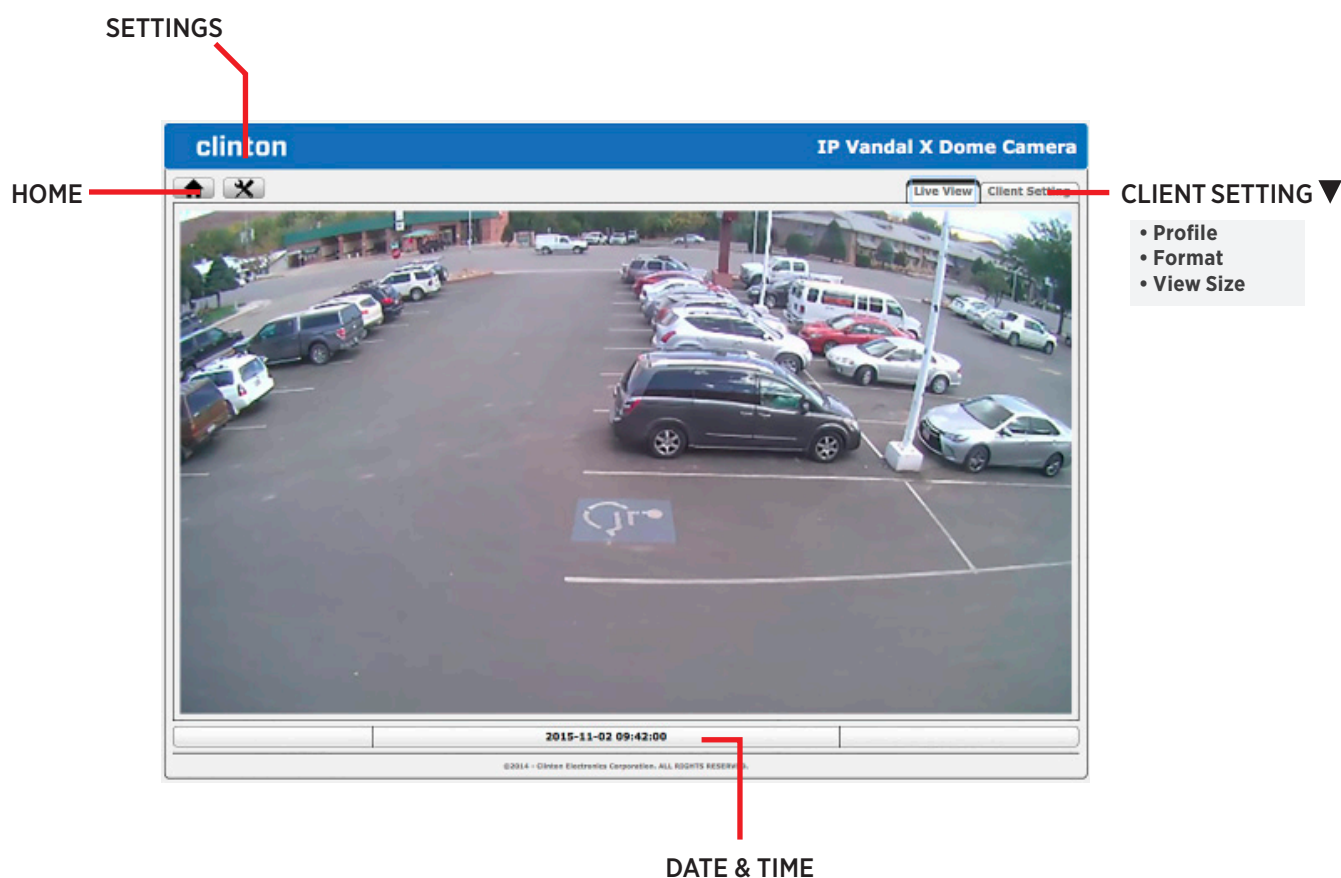 SETTINGS
clinton
IP Vandal X Dome Camera
HOME
Live View
Client Setting
CLIENT SETTING ▼
• Profile
• Format
• View Size
2015-11-02 09:42:00
©2014 - Clinton Electronics Corporation. ALL RIGHTS RESERVED.
DATE & TIME